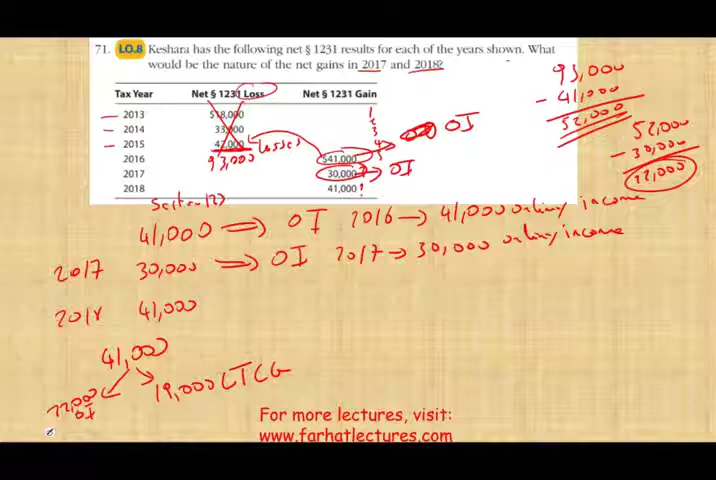 71. LO.8 Keshara has the following net § 1231 results for each of the years shown. What
would be the nature of the net gains in 2017 and 2018?
Tax Year Net § 1231 Loss Net § 1231 Gain
2013 $18,000
2014 33,000
2015 42,000
2016 $41,000
2017 30,000
2018 41,000
93,000
Losses
1
2
3
4
5
OI
OI
93,000
- 41,000
52,000
52,000
- 30,000
22,000
Section 1231
41,000 ⇒ OI 2016 → 41,000 ordinary income
2017 30,000 ⇒ OI 2017 → 30,000 ordinary income
2018 41,000
41,000
22,000 OI
19,000 LTCG
For more lectures, visit:
www.farhatlectures.com